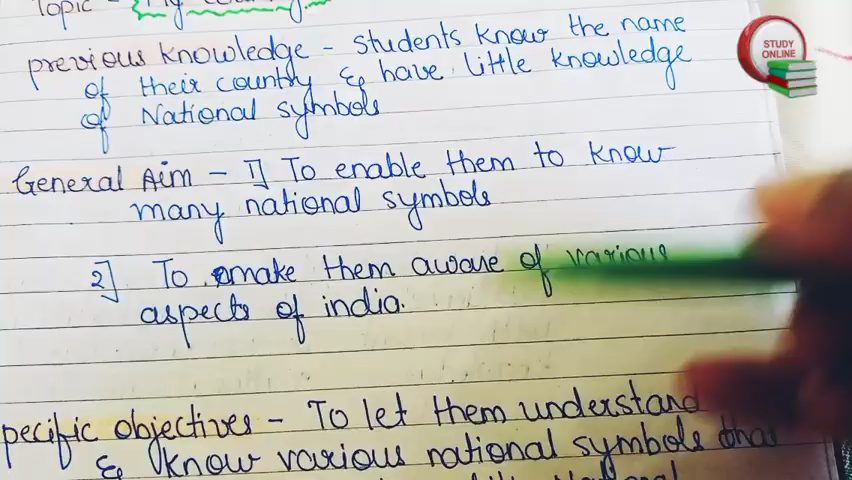 Topic - My
previous knowledge - students know the name
of their country & have little knowledge
of National symbols
STUDY
ONLINE
General Aim - 1] To enable them to know
many national symbols
2] To make them aware of various
aspects of india.
pecific objectives - To let them understand
& know various national symbols that